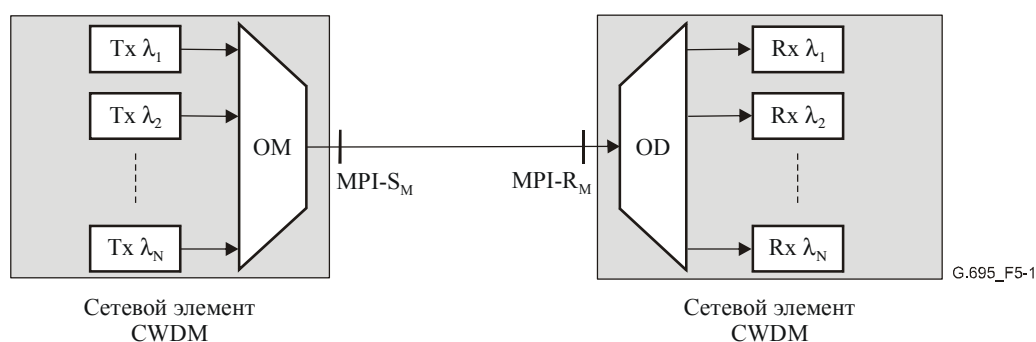 Tx λ1
Tx λ2
Tx λN
OM
MPI-SM
MPI-RM
OD
Rx λ1
Rx λ2
Rx λN
G.695_F5-1
Сетевой элемент
CWDM
Сетевой элемент
CWDM